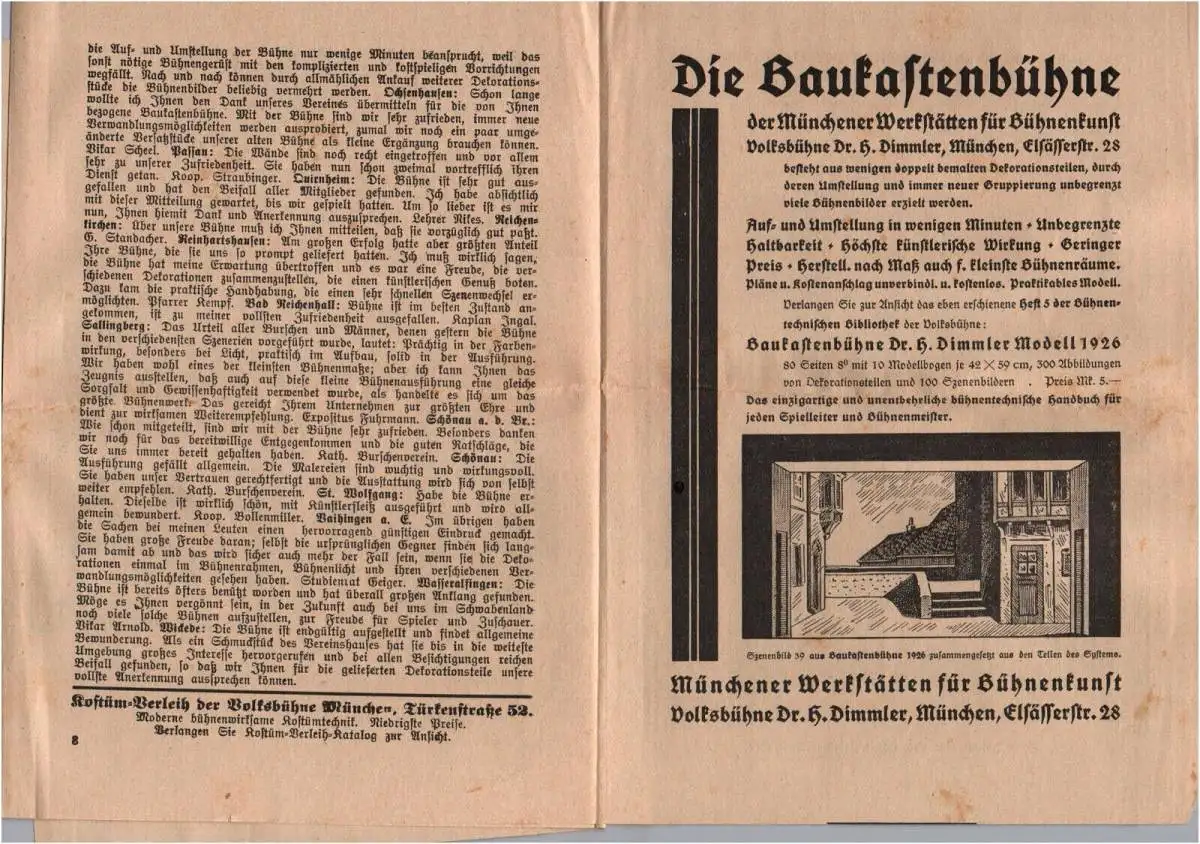 die Auf- und Umstellung der Bühne nur wenige Minuten beansprucht, weil das
sonst nötige Bühnengerüst mit den komplizierten und kostspieligen Vorrichtungen
wegfällt. Nach und nach können durch allmählichen Ankauf weiterer Dekorations-
stücke die Bühnenbilder beliebig vermehrt werden. Ochsenhausen: Schon lange
wollte ich Ihnen den Dank unseres Vereines übermitteln für die von Ihnen
bezogene Baukastenbühne. Mit der Bühne sind wir sehr zufrieden, immer neue
Verwandlungsmöglichkeiten werden ausprobiert, zumal wir noch ein paar umge-
änderte Versatzstücke unserer alten Bühne als kleine Ergänzung brauchen können.
Vikar Scheel. Passau: Die Wände sind noch recht eingetroffen und vor allem
sehr zu unserer Zufriedenheit. Sie haben nun schon zweimal vortrefflich ihren
Dienst getan. Koop. Straubinger. Quirnheim: Die Bühne ist sehr gut aus-
gefallen und hat den Beifall aller Mitglieder gefunden. Ich habe absichtlich
mit dieser Mitteilung gewartet, bis wir gespielt hatten. Um so lieber ist es mir
nun, Ihnen hiemit Dank und Anerkennung auszusprechen. Lehrer Nikes. Reichen-
kirchen: Über unsere Bühne muß ich Ihnen mitteilen, daß sie vorzüglich gut paßt.
G. Standacher. Reinhartshausen: Am großen Erfolg hatte aber größten Anteil
Ihre Bühne, die sie uns so prompt geliefert hatten. Ich muß wirklich sagen,
die Bühne hat meine Erwartung übertroffen und es war eine Freude, die ver-
schiedenen Dekorationen zusammenzustellen, die einen künstlerischen Genuß boten.
Dazu kam die praktische Handhabung, die einen sehr schnellen Szenenwechsel er-
möglichten. Pfarrer Kempf. Bad Reichenhall: Bühne ist im besten Zustand an-
gekommen, ist zu meiner vollsten Zufriedenheit ausgefallen. Kaplan Ingal.
Sallingberg: Das Urteil aller Burschen und Männer, denen gestern die Bühne
in den verschiedensten Szenerien vorgeführt wurde, lautet: Prächtig in der Farben-
wirkung, besonders bei Licht, praktisch im Aufbau, solid in der Ausführung.
Wir haben wohl eines der kleinsten Bühnenmaße; aber ich kann Ihnen das
Zeugnis ausstellen, daß auch auf diese kleine Bühnenausführung eine gleiche
Sorgfalt und Gewissenhaftigkeit verwendet wurde, als handelte es sich um das
größte Bühnenwerk. Das gereicht Ihrem Unternehmen zur größten Ehre und
dient zur wirksamen Weiterempfehlung. Expositus Fuhrmann. Schönau a. d. Br.:
Wie schon mitgeteilt, sind wir mit der Bühne sehr zufrieden. Besonders danken
wir noch für das bereitwillige Entgegenkommen und die guten Ratschläge, die
Sie uns immer bereit gehalten haben. Kath. Burschenverein. Schönau: Die
Ausführung gefällt allgemein. Die Malereien sind wuchtig und wirkungsvoll.
Sie haben unser Vertrauen gerechtfertigt und die Ausstattung wird sich von selbst
weiter empfehlen. Kath. Burschenverein. St. Wolfgang: Habe die Bühne er-
halten. Dieselbe ist wirklich schön, mit Künstlerfleiß ausgeführt und wird all-
gemein bewundert. Koop. Bollenmiller. Vaihingen a. E. Im übrigen haben
die Sachen bei meinen Leuten einen hervorragend günstigen Eindruck gemacht.
Sie haben große Freude daran; selbst die ursprünglichen Gegner finden sich lang-
sam damit ab und das wird sicher auch mehr der Fall sein, wenn sie die Deko-
rationen einmal im Bühnenrahmen, Bühnenlicht und ihren verschiedenen Ver-
wandlungsmöglichkeiten gesehen haben. Studienrat Geiger. Wasseralfingen: Die
Bühne ist bereits öfters benützt worden und hat überall großen Anklang gefunden.
Möge es Ihnen vergönnt sein, in der Zukunft auch bei uns im Schwabenland
noch viele solche Bühnen aufzustellen, zur Freude für Spieler und Zuschauer.
Vikar Arnold. Wickede: Die Bühne ist endgültig aufgestellt und findet allgemeine
Bewunderung. Als ein Schmuckstück des Vereinshauses hat sie bis in die weiteste
Umgebung großes Interesse hervorgerufen und bei allen Besichtigungen reichen
Beifall gefunden, so daß wir Ihnen für die gelieferten Dekorationsteile unsere
vollste Anerkennung aussprechen können.
Kostüm-Verleih der Volksbühne München, Türkenstraße 52.
Moderne bühnenwirksame Kostümtechnik. Niedrigste Preise.
Verlangen Sie Kostüm-Verleih-Katalog zur Ansicht.
8
Die Baukastenbühne
der Münchener Werkstätten für Bühnenkunst
Volksbühne Dr. H. Dimmler, München, Elsässerstr. 28
besteht aus wenigen doppelt bemalten Dekorationsteilen, durch
deren Umstellung und immer neuer Gruppierung unbegrenzt
viele Bühnenbilder erzielt werden.
Auf- und Umstellung in wenigen Minuten • Unbegrenzte
Haltbarkeit • Höchste künstlerische Wirkung • Geringer
Preis • Herstell. nach Maß auch f. kleinste Bühnenräume.
Pläne u. Kostenanschlag unverbindl. u. kostenlos. Praktikables Modell.
Verlangen Sie zur Ansicht das eben erschienene Heft 5 der Bühnen-
technischen Bibliothek der Volksbühne:
Baukastenbühne Dr. H. Dimmler Modell 1926
80 Seiten 8° mit 10 Modellbogen je 42 × 59 cm, 300 Abbildungen
von Dekorationsteilen und 100 Szenenbildern . Preis Mk. 5.—
Das einzigartige und unentbehrliche bühnentechnische Handbuch für
jeden Spielleiter und Bühnenmeister.
Szenenbild 39 aus Baukastenbühne 1926 zusammengesetzt aus den Teilen des Systems.
Münchener Werkstätten für Bühnenkunst
Volksbühne Dr. H. Dimmler, München, Elsässerstr. 28